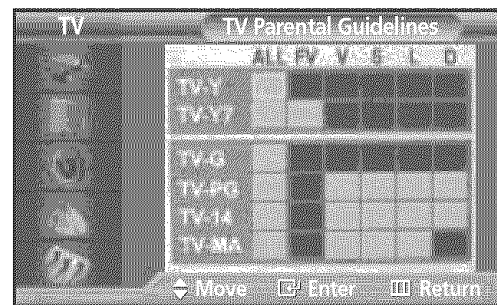 TV TV Parental Guidelines
ALL FV V S L D
TV-Y
TV-Y7
TV-G
TV-PG
TV-14
TV-MA
Move Enter Return